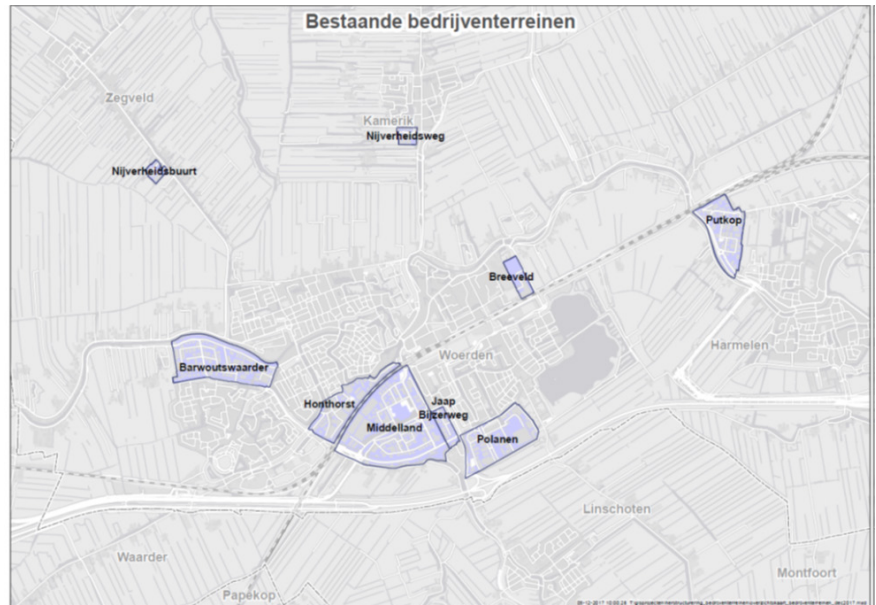 Bestaande bedrijventerreinen
Zegveld
Kamerik
Nijverheidsweg
Nijverheidsbuurt
Putkop
Breeveld
Harmelen
Woerden
Barwoutswaarder
Honthorst
Jaap
Bijzerweg
Middelland
Polanen
Linschoten
Waarder
Montfoort
Papekop